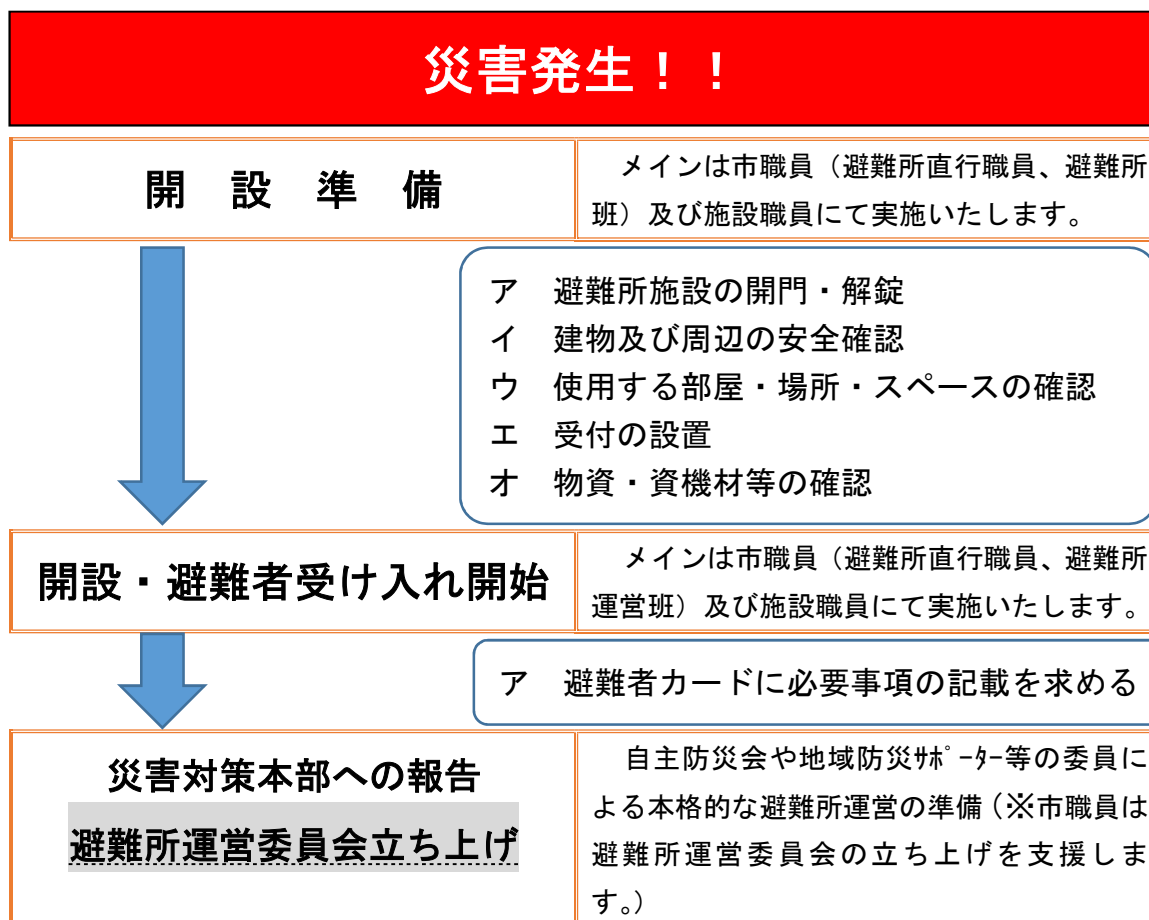 災害発生！！
開　設　準　備
メインは市職員（避難所直行職員、避難所
班）及び施設職員にて実施いたします。
ア　避難所施設の開門・解錠
イ　建物及び周辺の安全確認
ウ　使用する部屋・場所・スペースの確認
エ　受付の設置
オ　物資・資機材等の確認
開設・避難者受け入れ開始
メインは市職員（避難所直行職員、避難所
運営班）及び施設職員にて実施いたします。
ア　避難者カードに必要事項の記載を求める
災害対策本部への報告
避難所運営委員会立ち上げ
自主防災会や地域防災ｻﾎﾟｰﾀｰ等の委員に
よる本格的な避難所運営の準備（※市職員は
避難所運営委員会の立ち上げを支援しま
す。）